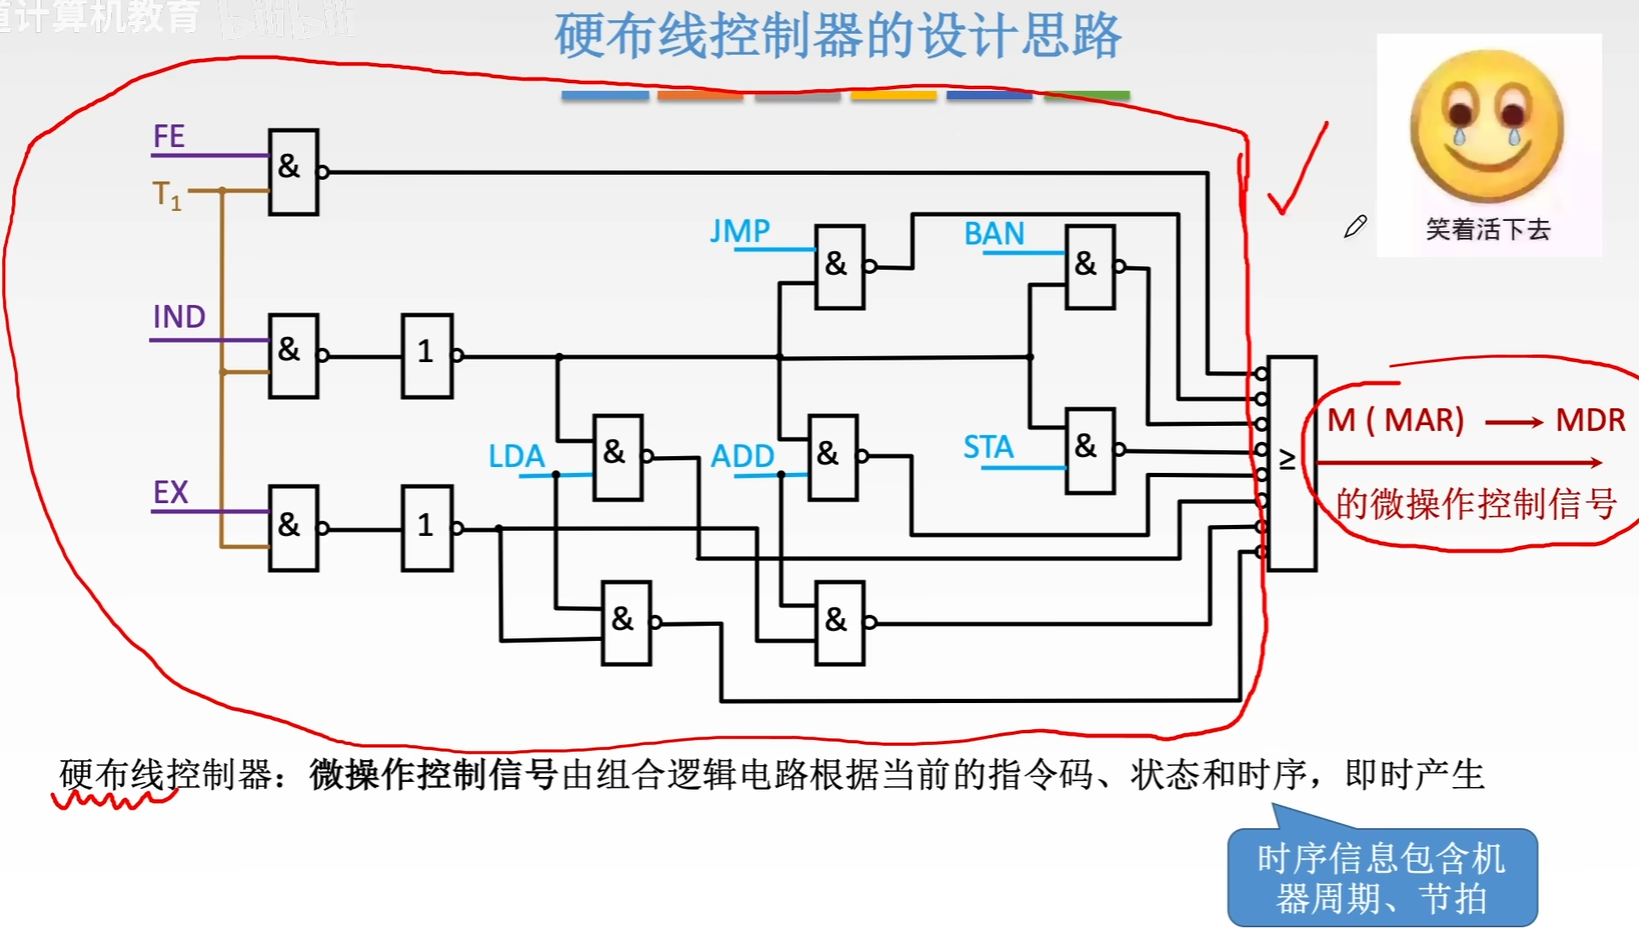 道计算机教育 bilibili
硬布线控制器的设计思路
FE
&
T1
JMP
&
BAN
&
笑着活下去
IND
&
1
M ( MAR) → MDR
LDA
&
ADD
&
STA
&
≥
的微操作控制信号
EX
&
1
&
&
硬布线控制器：微操作控制信号由组合逻辑电路根据当前的指令码、状态和时序，即时产生
时序信息包含机
器周期、节拍